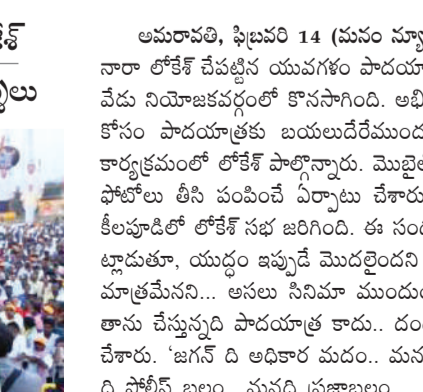 కేశ్
అమరావతి, ఫిబ్రవరి 14 (మనం న్యూ
నారా లోకేశ్ చేపట్టిన యువగళం పాదయా
వేడు నియోజకవర్గంలో కొనసాగింది. అభి
కోసం పాదయాత్రకు బయలుదేరేముంద
కార్యక్రమంలో లోకేశ్ పాల్గొన్నారు. మొబైల
ఫోటోలు తీసి పంపించే ఏర్పాటు చేశారు
కీలపూడిలో లోకేశ్ సభ జరిగింది. ఈ సంద
ట్లాడుతూ, యుద్ధం ఇప్పుడే మొదలైందని
మాత్రమేనని... అసలు సినిమా ముందు
తాను చేస్తున్నది పాదయాత్ర కాదు.. దం
చేశారు. 'జగన్ ది అధికార మదం.. మన
ది పోలీస్ బలం.. మనది ప్రజాబలం